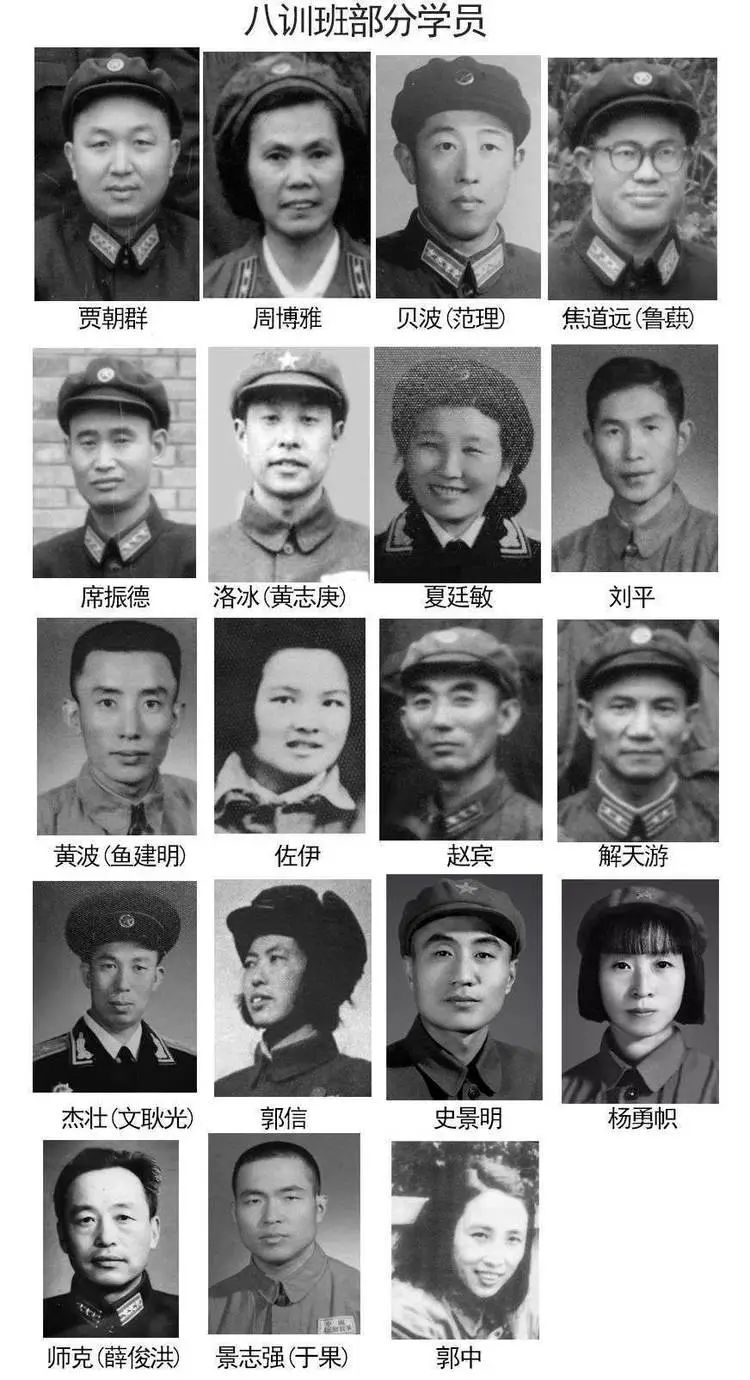 八训班部分学员
贾朝群 周博雅 贝波(范理) 焦道远(鲁蕻)
席振德 洛冰(黄志庚) 夏廷敏 刘平
黄波(鱼建明) 佐伊 赵宾 解天游
杰壮(文耿光) 郭信 史景明 杨勇帜
师克(薛俊洪) 景志强(于果) 郭中